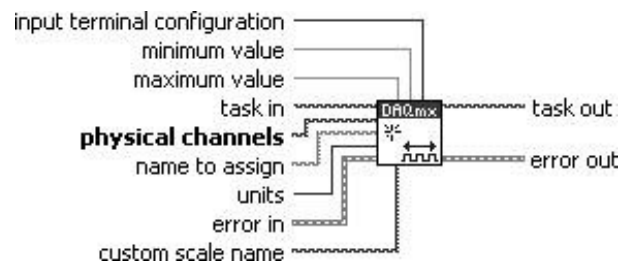 input terminal configuration
minimum value
maximum value
task in
DAQmx
task out
physical channels
name to assign
error out
units
error in
custom scale name